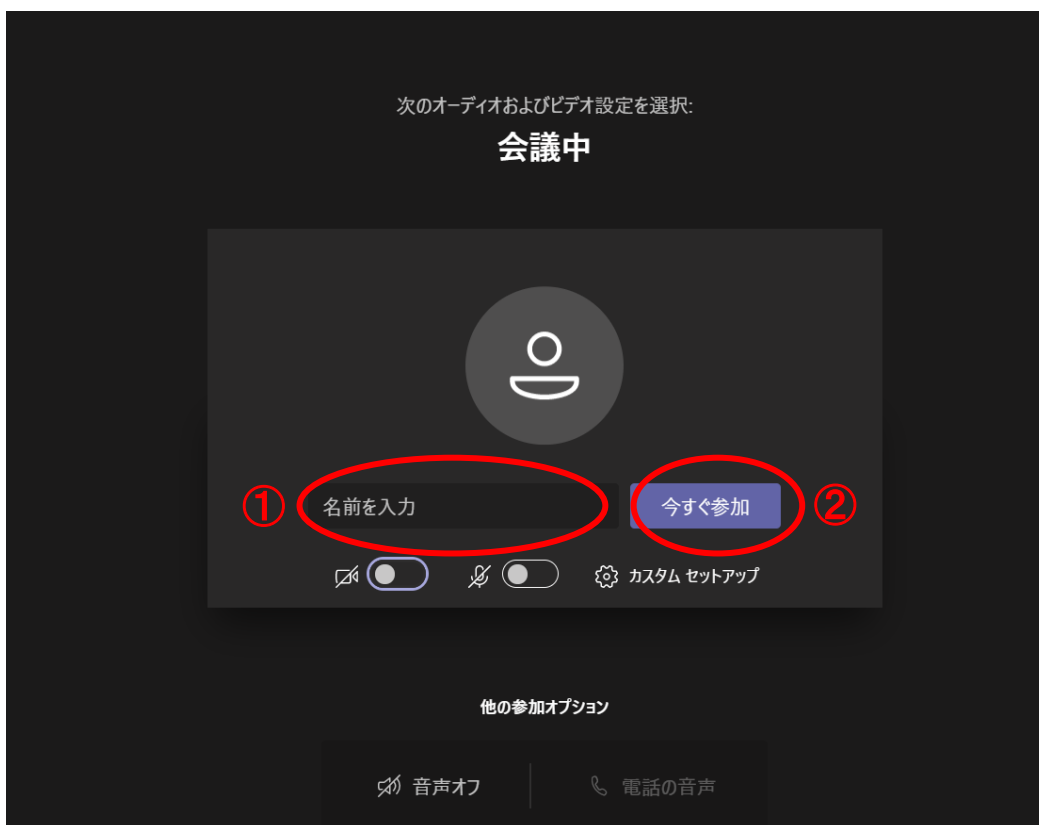 次のオーディオおよびビデオ設定を選択:
会議中
① 名前を入力 今すぐ参加 ②
カスタム セットアップ
他の参加オプション
音声オフ 電話の音声